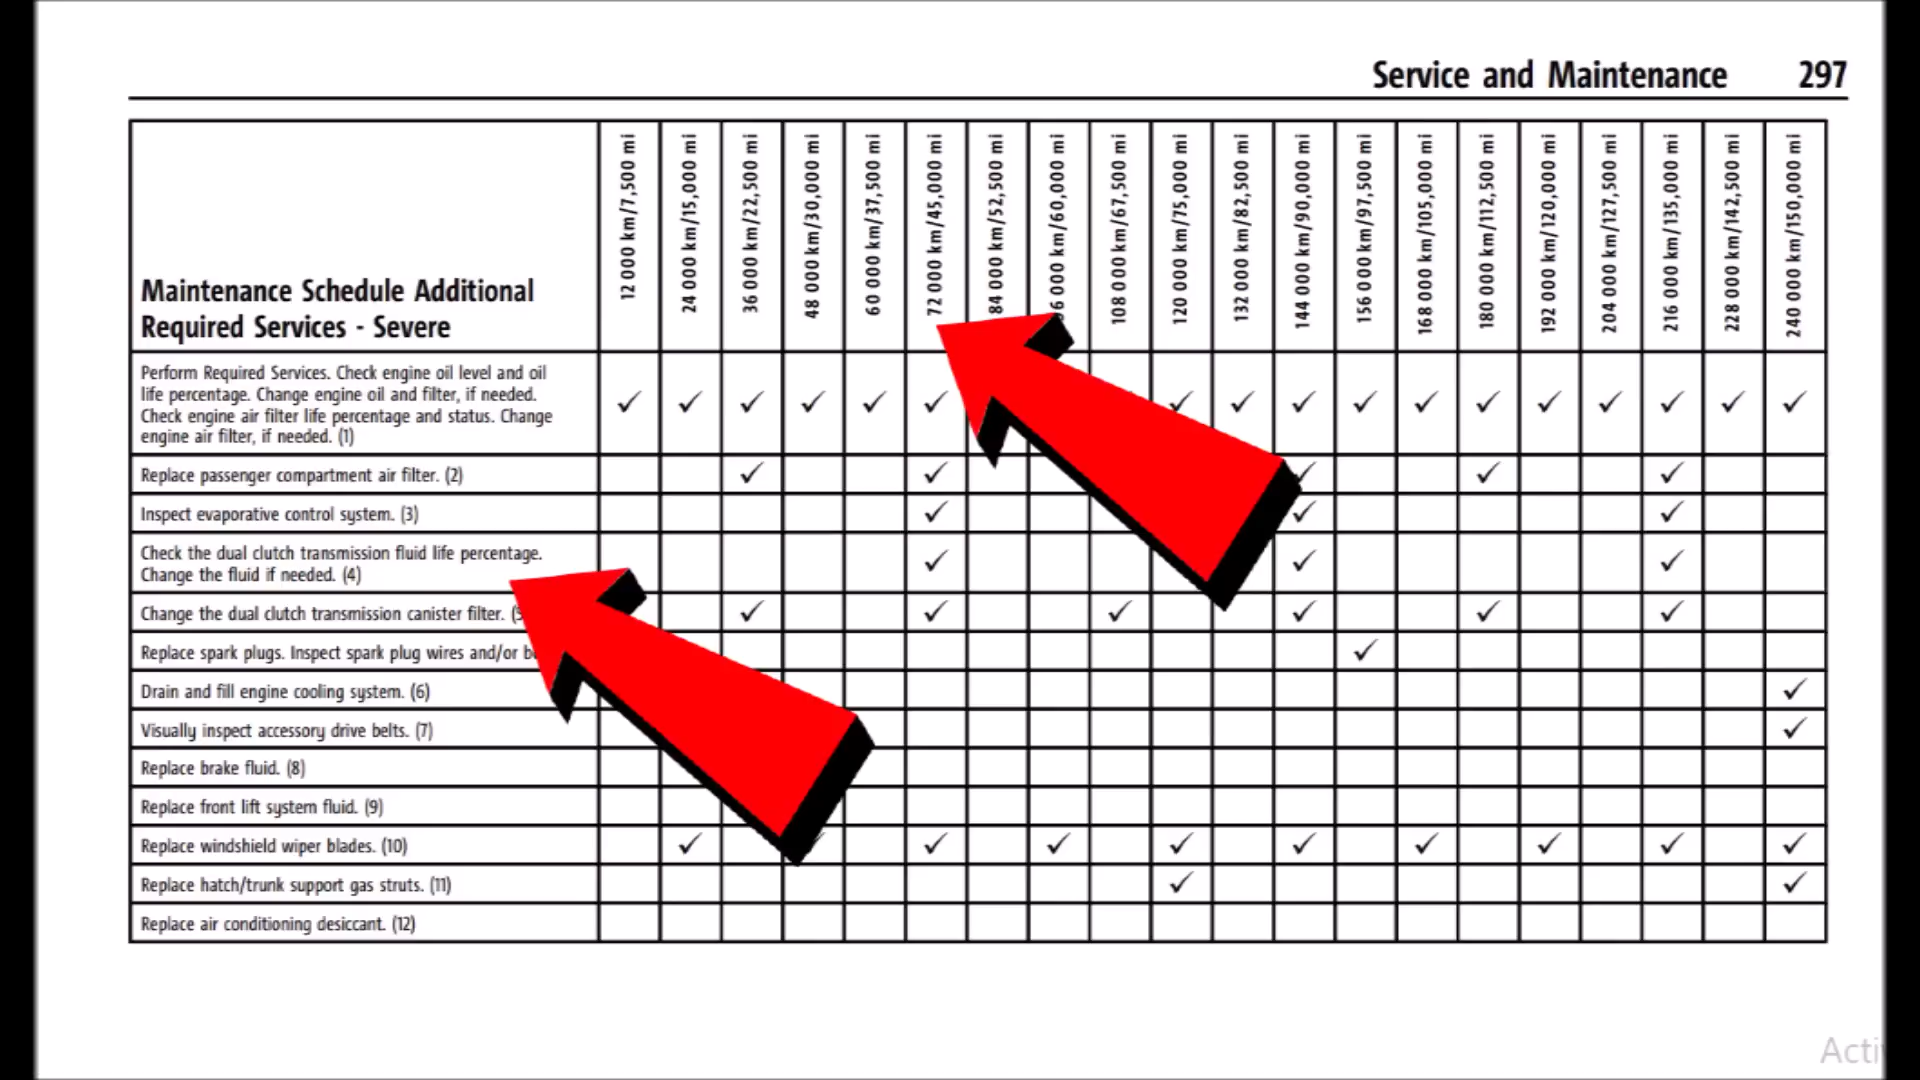 Service and Maintenance 297
Maintenance Schedule Additional
Required Services - Severe
12 000 km/7,500 mi
24 000 km/15,000 mi
36 000 km/22,500 mi
48 000 km/30,000 mi
60 000 km/37,500 mi
72 000 km/45,000 mi
84 000 km/52,500 mi
000 km/60,000 mi
108 000 km/67,500 mi
120 000 km/75,000 mi
132 000 km/82,500 mi
144 000 km/90,000 mi
156 000 km/97,500 mi
168 000 km/105,000 mi
180 000 km/112,500 mi
192 000 km/120,000 mi
204 000 km/127,500 mi
216 000 km/135,000 mi
228 000 km/142,500 mi
240 000 km/150,000 mi
Perform Required Services. Check engine oil level and oil
life percentage. Change engine oil and filter, if needed.
Check engine air filter life percentage and status. Change
engine air filter, if needed. (1)
Replace passenger compartment air filter. (2)
Inspect evaporative control system. (3)
Check the dual clutch transmission fluid life percentage.
Change the fluid if needed. (4)
Change the dual clutch transmission canister filter.
Replace spark plugs. Inspect spark plug wires and/or
Drain and fill engine cooling system. (6)
Visually inspect accessory drive belts. (7)
Replace brake fluid. (8)
Replace front lift system fluid. (9)
Replace windshield wiper blades. (10)
Replace hatch/trunk support gas struts. (11)
Replace air conditioning desiccant. (12)